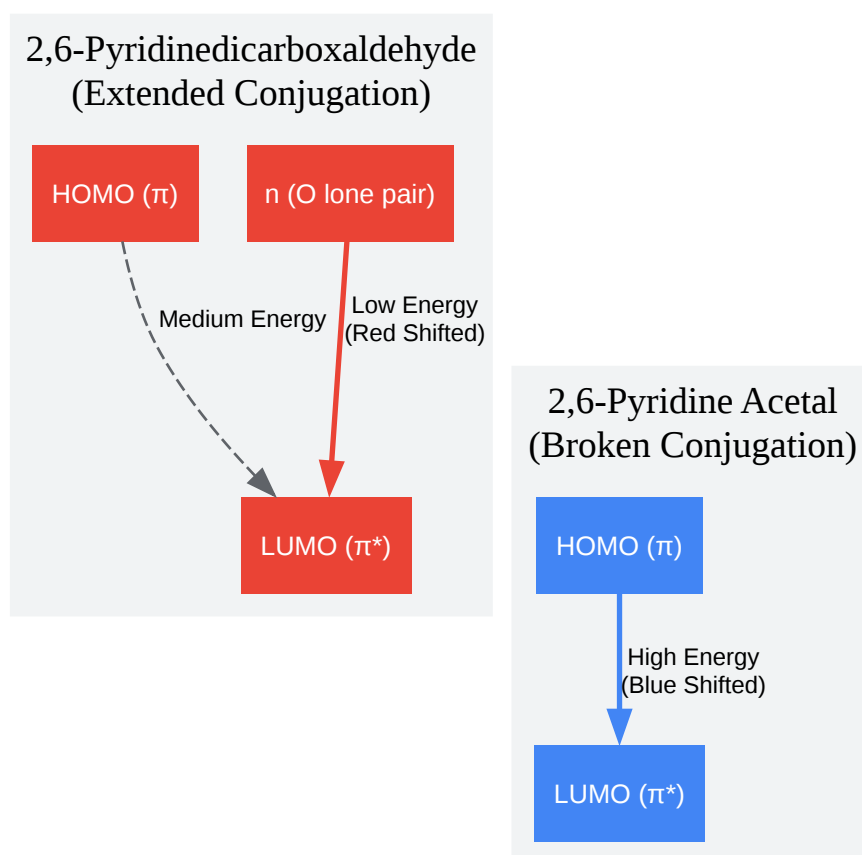 2,6-Pyridinedicarboxaldehyde
(Extended Conjugation)
HOMO (π)
n (O lone pair)
Medium Energy
Low Energy
(Red Shifted)
LUMO (π*)
2,6-Pyridine Acetal
(Broken Conjugation)
HOMO (π)
High Energy
(Blue Shifted)
LUMO (π*)